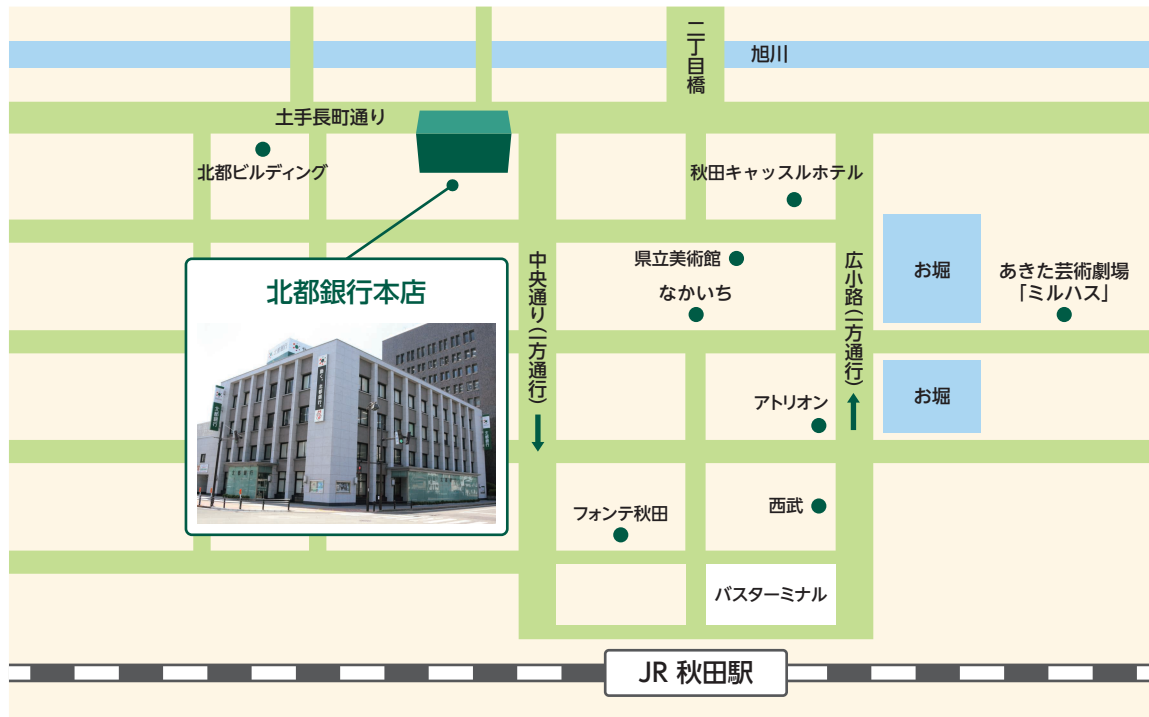 二丁目橋
旭川
土手長町通り
北都ビルディング
秋田キャッスルホテル
県立美術館
なかいち
中央通り(一方通行)
広小路(一方通行)
お堀
あきた芸術劇場
「ミルハス」
北都銀行本店
北都銀行
お堀
アトリオン
フォンテ秋田
西武
バスターミナル
JR 秋田駅